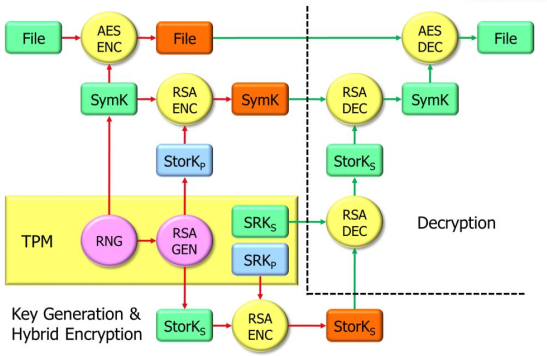 File
AES
ENC
File
AES
DEC
File
SymK
RSA
ENC
SymK
RSA
DEC
SymK
StorKP
StorKS
TPM
RNG
RSA
GEN
SRKS
SRKP
RSA
DEC
Decryption
Key Generation &
Hybrid Encryption
StorKS
RSA
ENC
StorKS